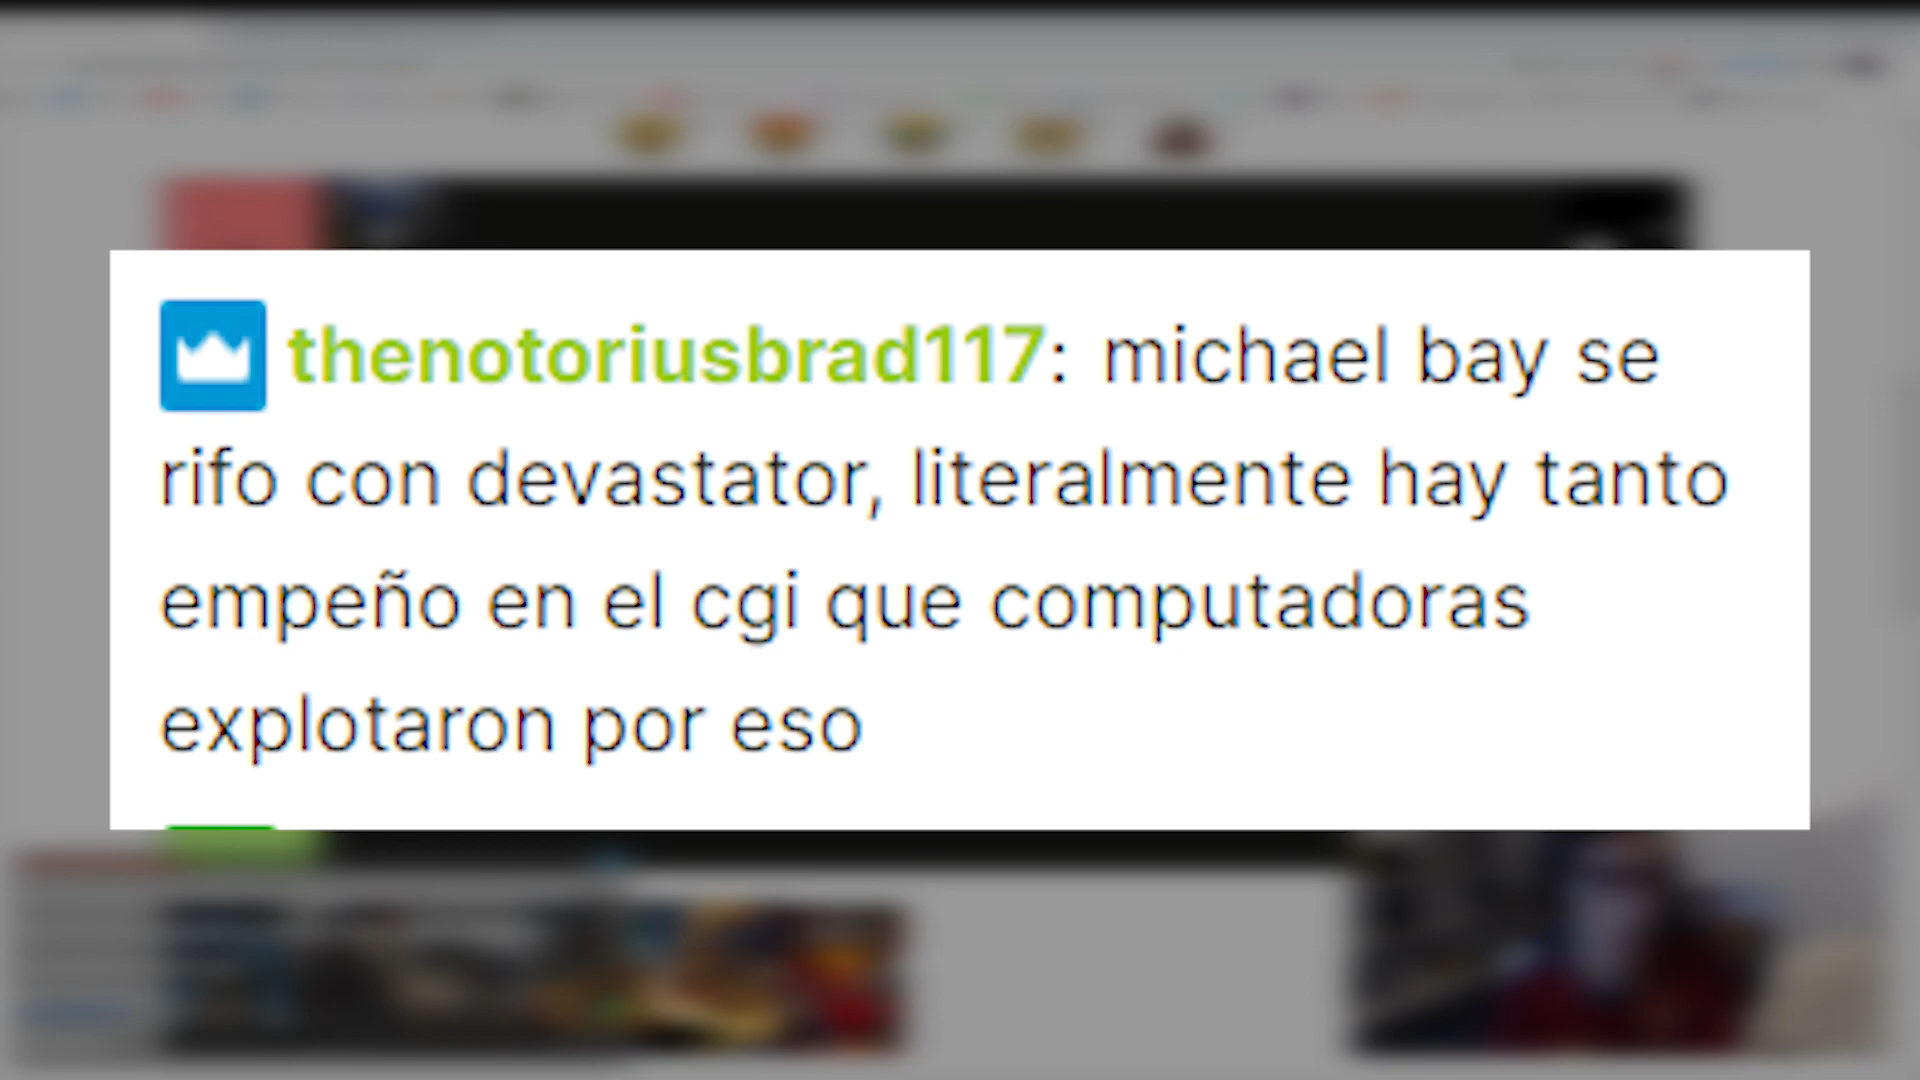 thenotoriusbrad117: michael bay se
rifo con devastator, literalmente hay tanto
empeño en el cgi que computadoras
explotaron por eso